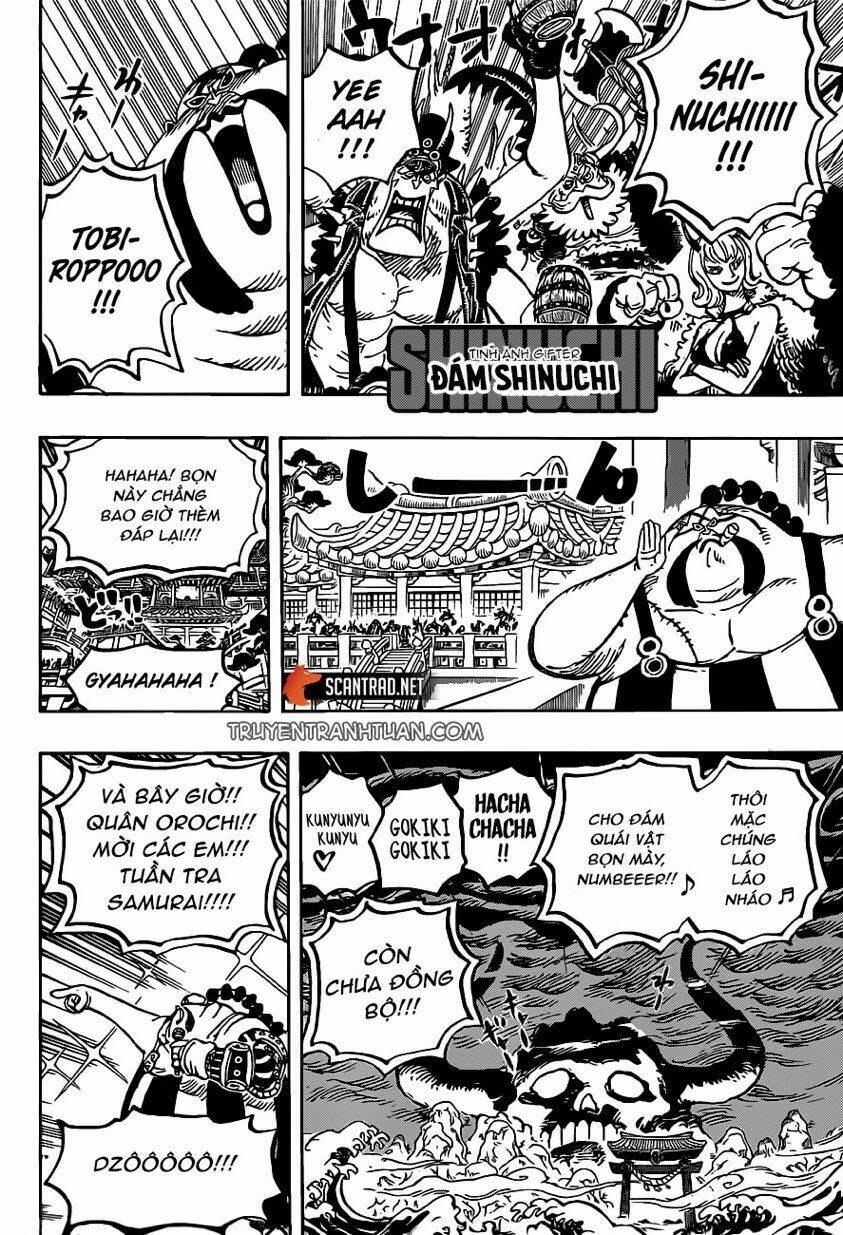 SHI-
NUCHIIIII
!!!
YEE
AAH
!!!
SHINUCHI
TINH ANH GIFTER
ĐÁM SHINUCHI
TOBI-
ROPPOOO
!!!
HAHAHA! BỌN
NÀY CHẲNG
BAO GIỜ THÈM
ĐÁP LẠI!!!
GYAHAHAHA !
SCANTRAD.NET
TRUYENTRANHTUAN.COM
THÔI
MẶC
CHÚNG
LÁO
LÁO
NHÁO ♬
CHO ĐÁM
QUÁI VẬT
BỌN MÀY,
NUMBEEER!! ♪
HACHA
CHACHA
!!
GOKIKI
GOKIKI
KUNYUNYU
KUNYU
♡
CÒN
CHƯA ĐỒNG
BỘ!!!
VÀ BÂY GIỜ!!
QUÂN OROCHI!!
MỜI CÁC EM!!!
TUẦN TRA
SAMURAI!!!!
DZÔÔÔÔÔ!!!